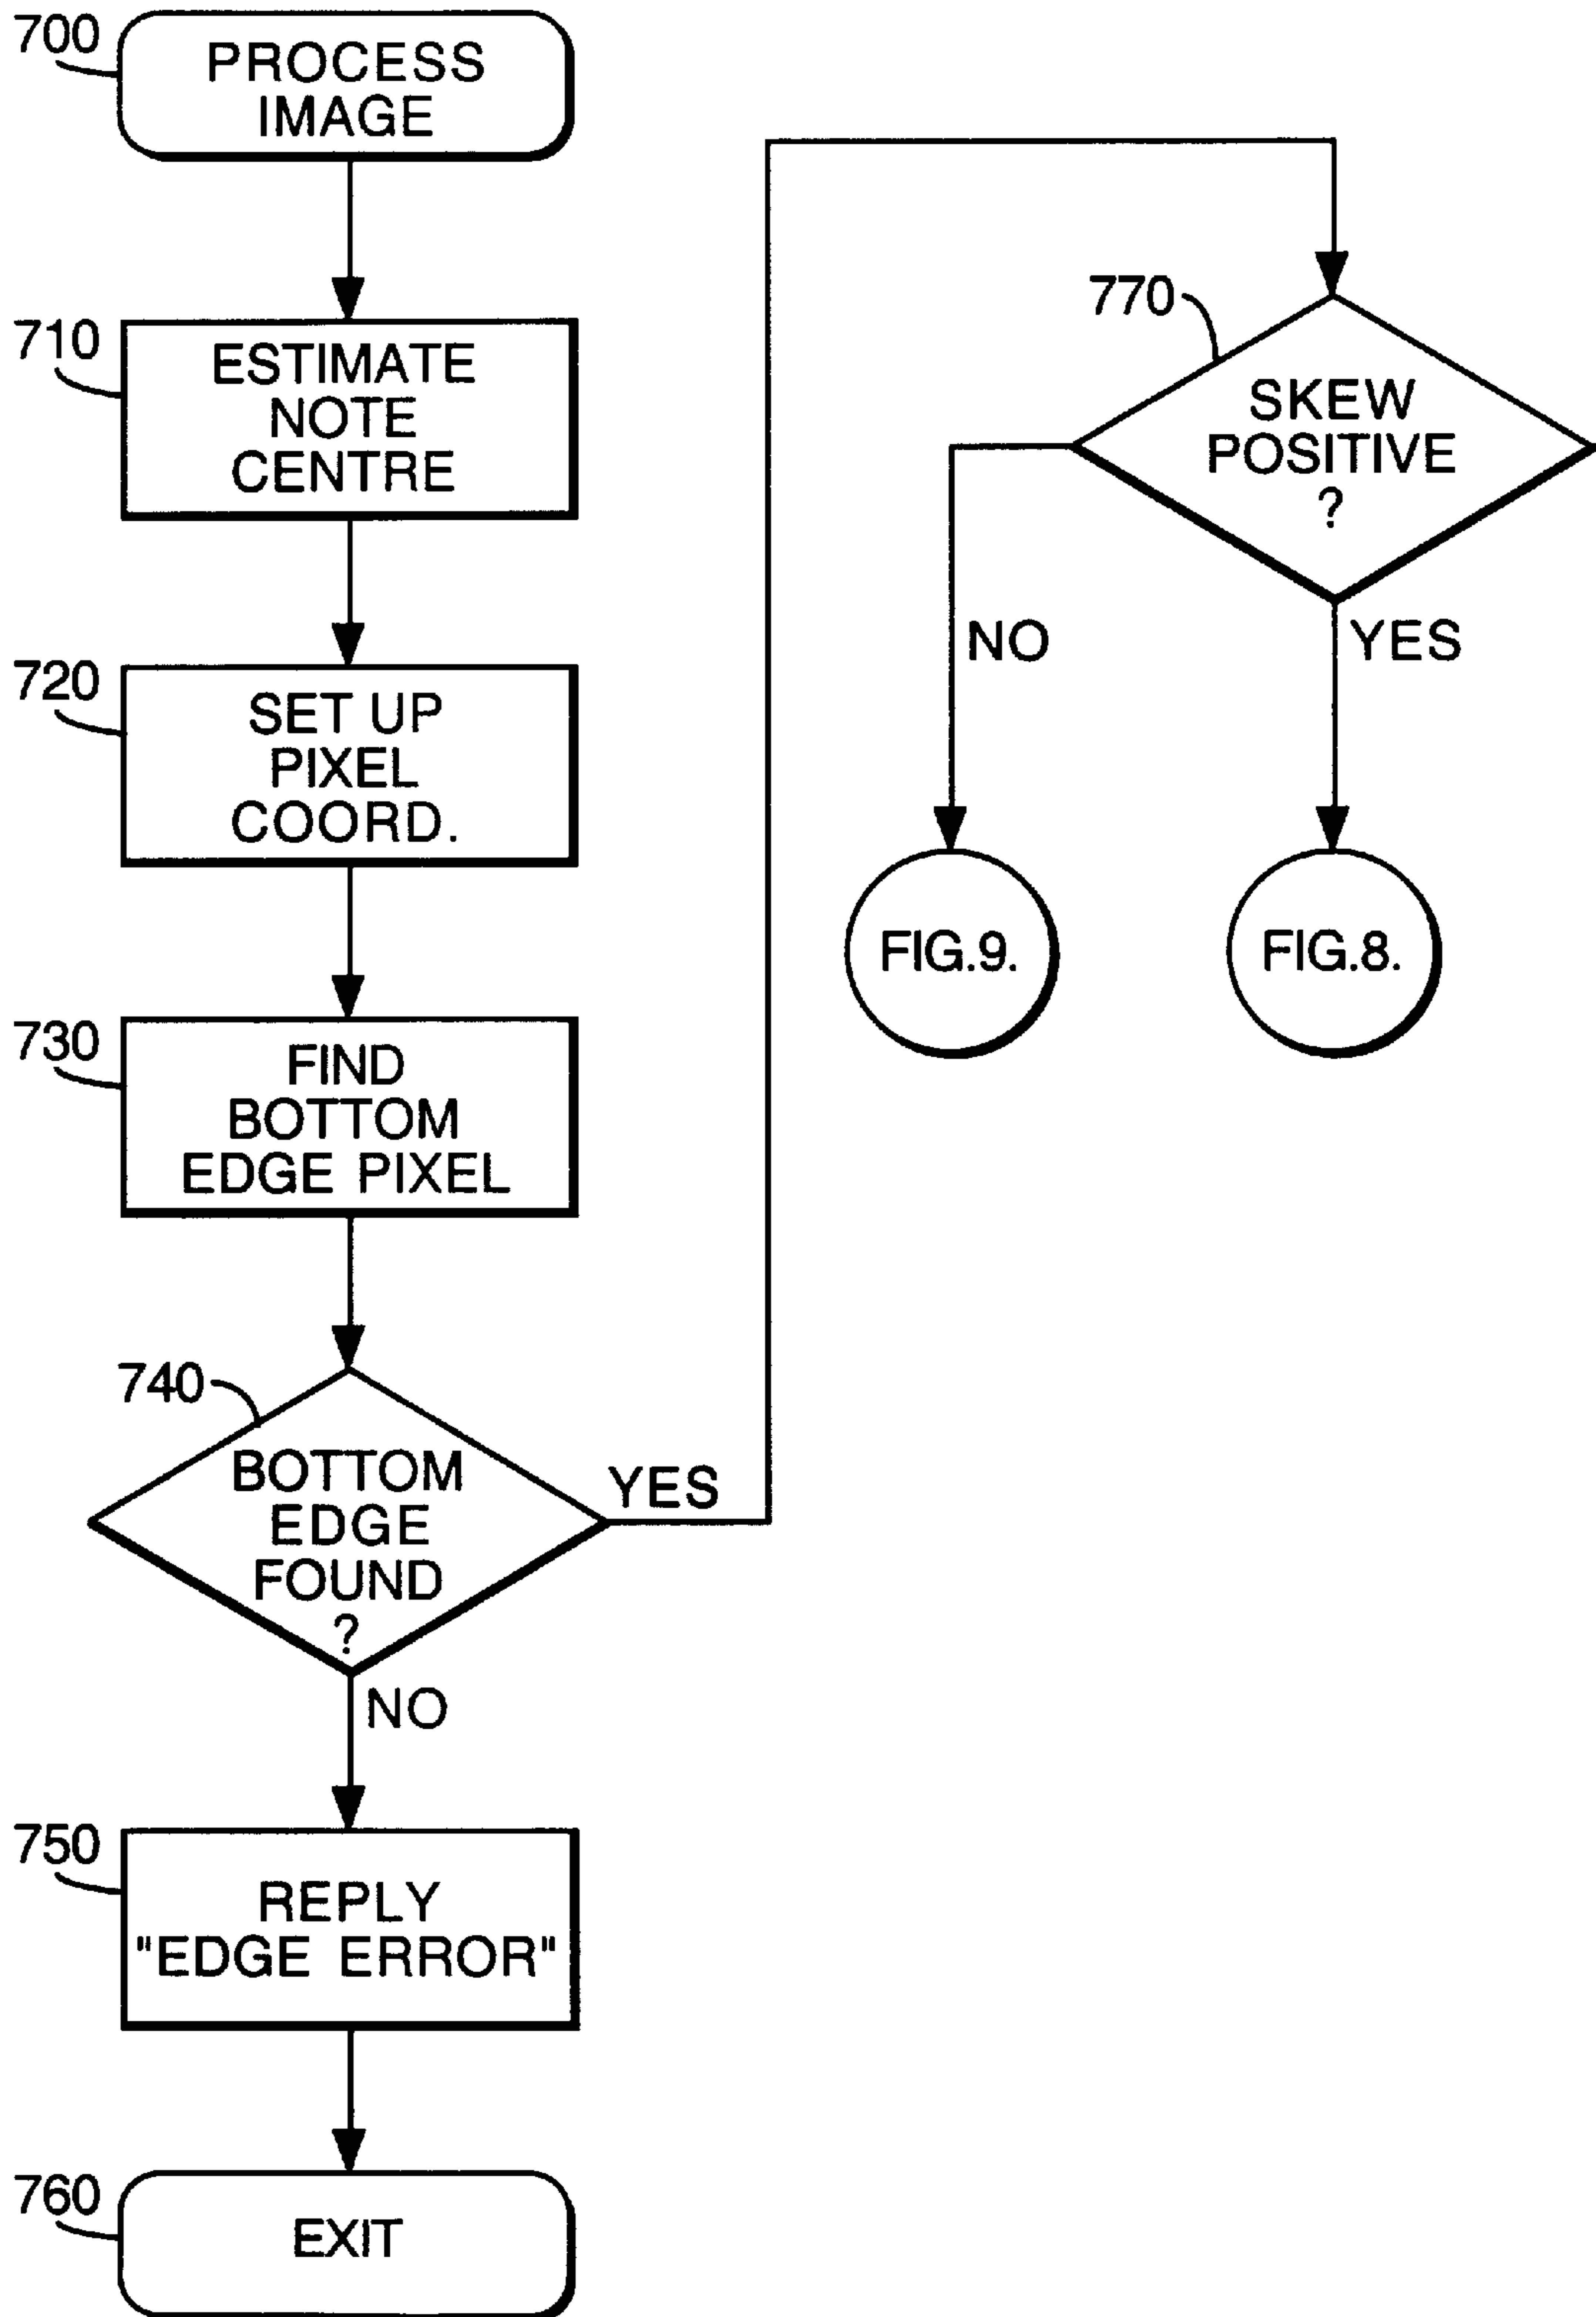 700
PROCESS
IMAGE
710
ESTIMATE
NOTE
CENTRE
720
SET UP
PIXEL
COORD.
730
FIND
BOTTOM
EDGE PIXEL
740
BOTTOM
EDGE
FOUND
?
YES
NO
750
REPLY
"EDGE ERROR"
760
EXIT
770
SKEW
POSITIVE
?
NO
YES
FIG.9.
FIG.8.